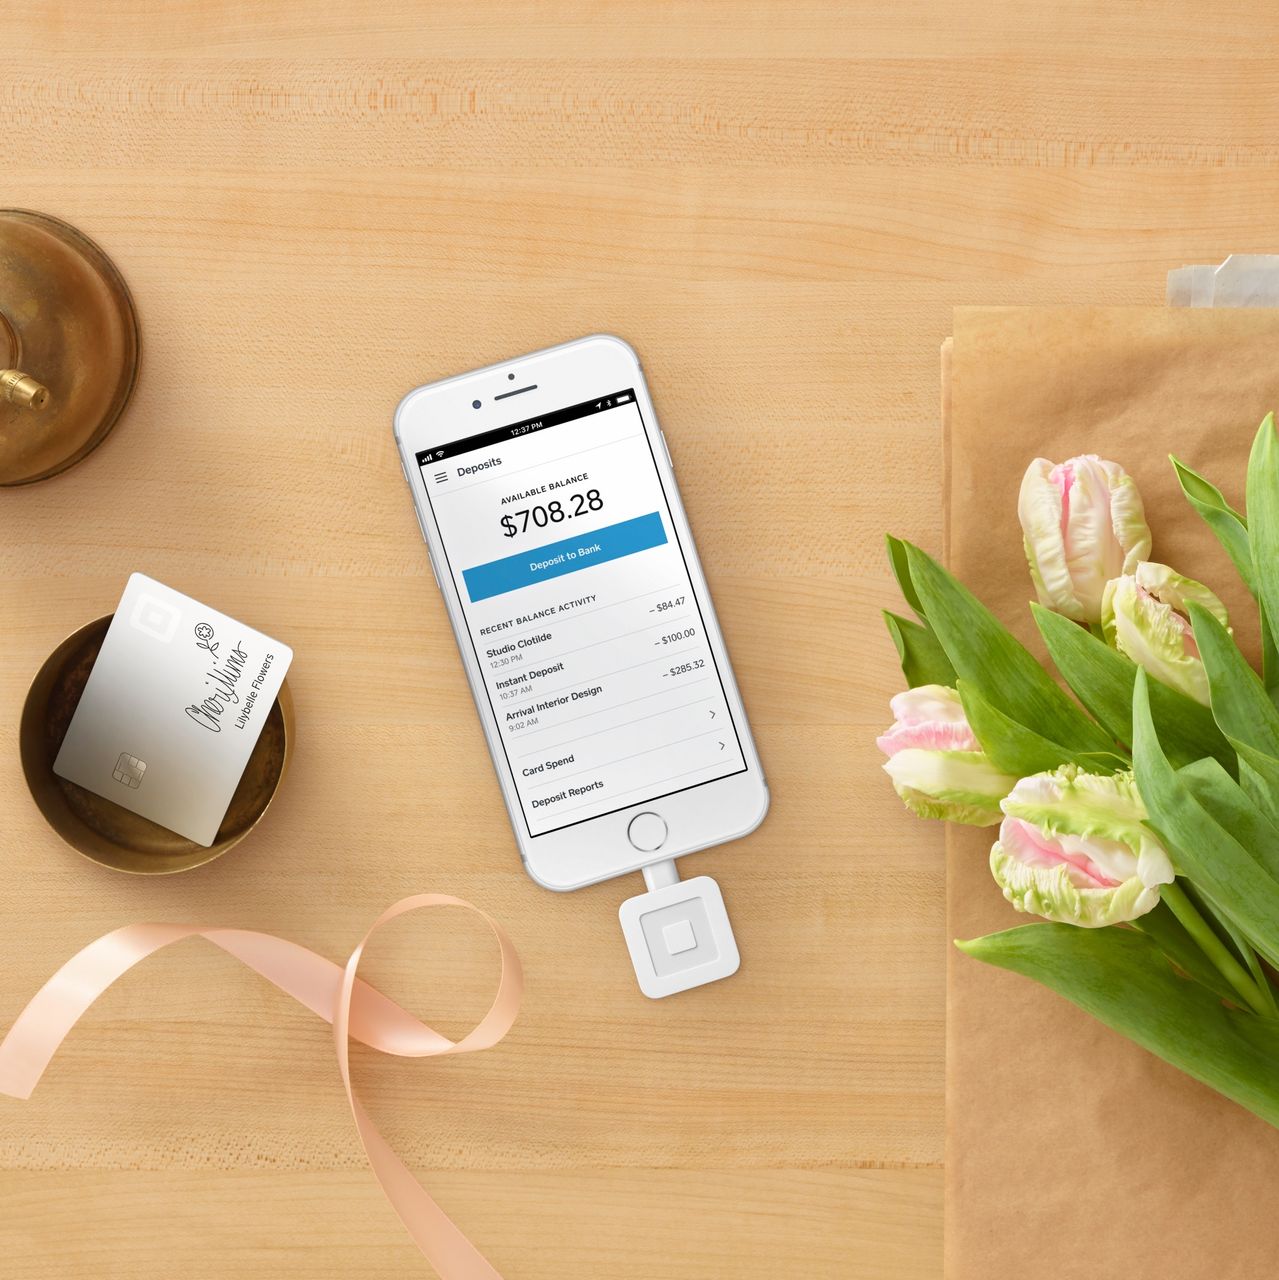 12:37 PM
Deposits
AVAILABLE BALANCE
$708.28
Deposit to Bank
RECENT BALANCE ACTIVITY
Studio Clotilde – $84.47
12:30 PM
Instant Deposit – $100.00
10:37 AM
Arrival Interior Design – $285.32
9:02 AM
Card Spend
Deposit Reports
Lilybelle Flowers